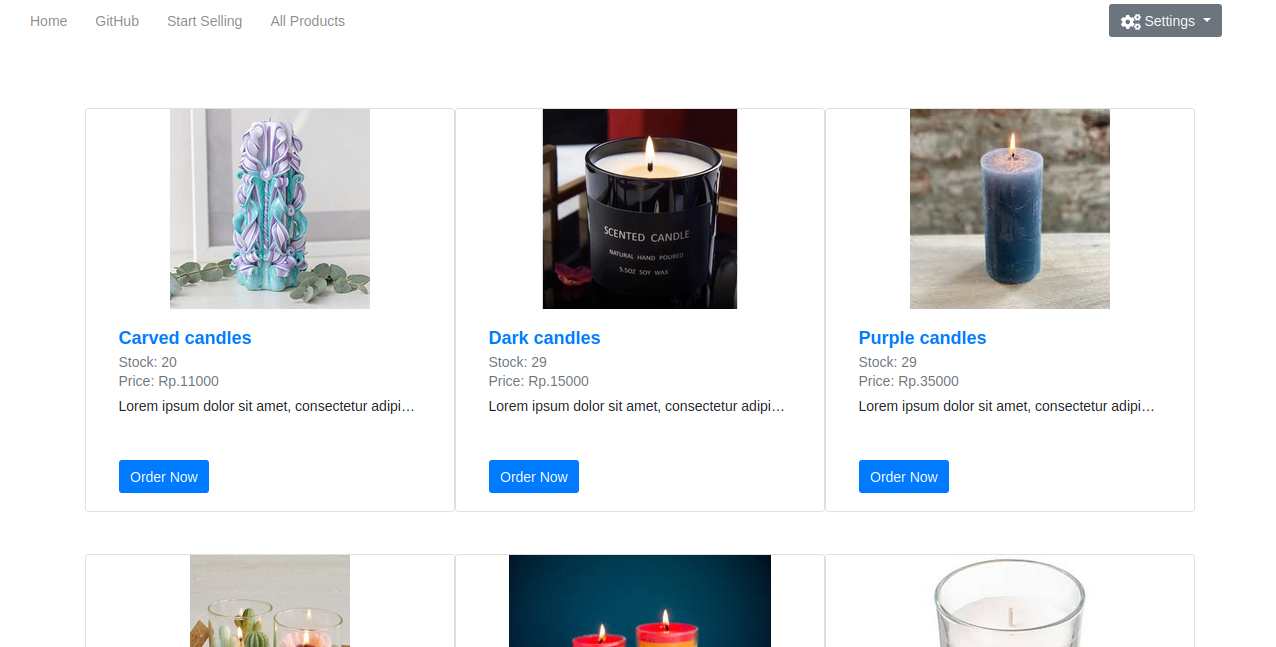 Home GitHub Start Selling All Products Settings
SCENTED CANDLE
NATURAL HAND POURED
5.5OZ SOY WAX
Carved candles
Stock: 20
Price: Rp.11000
Lorem ipsum dolor sit amet, consectetur adipi…
Order Now
Dark candles
Stock: 29
Price: Rp.15000
Lorem ipsum dolor sit amet, consectetur adipi…
Order Now
Purple candles
Stock: 29
Price: Rp.35000
Lorem ipsum dolor sit amet, consectetur adipi…
Order Now